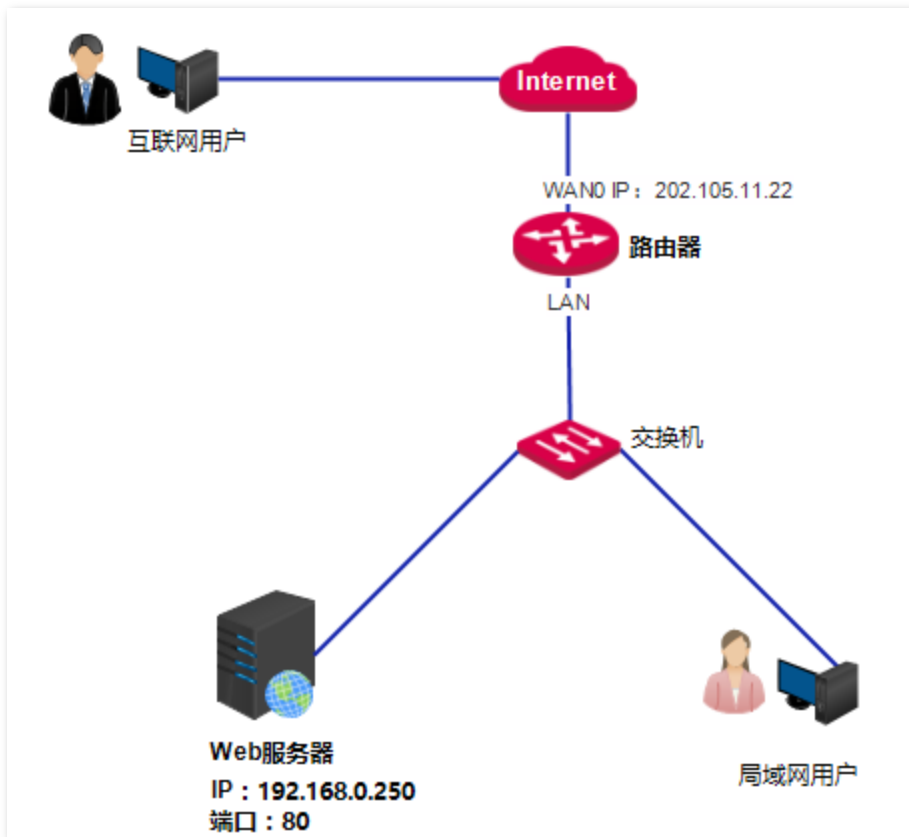 互联网用户
Internet
WAN0 IP：202.105.11.22
路由器
LAN
交换机
Web服务器
IP：192.168.0.250
端口：80
局域网用户